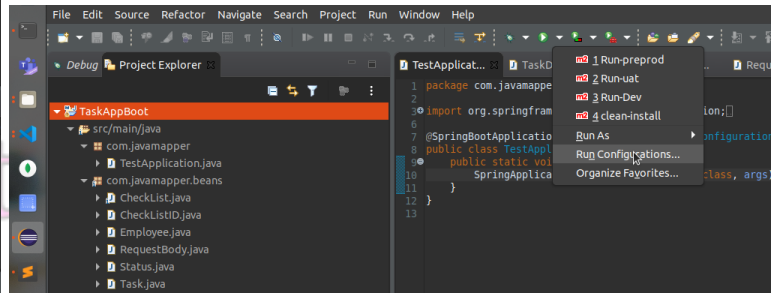 File Edit Source Refactor Navigate Search Project Run Window Help
Debug Project Explorer
TaskAppBoot
src/main/java
com.javamapper
TestApplication.java
com.javamapper.beans
CheckList.java
CheckListID.java
Employee.java
RequestBody.java
Status.java
Task.java
TestApplicat... TaskD .. Requ
1 package com.javamappe
3 import org.springfram ion;
7 @SpringBootApplicatio nfiguration
8 public class TestAppl
9 public static voi
10 SpringApplica class, args)
11 }
12 }
13
1 Run-preprod
2 Run-uat
3 Run-Dev
4 clean-install
Run As
Run Configurations...
Organize Favorites...